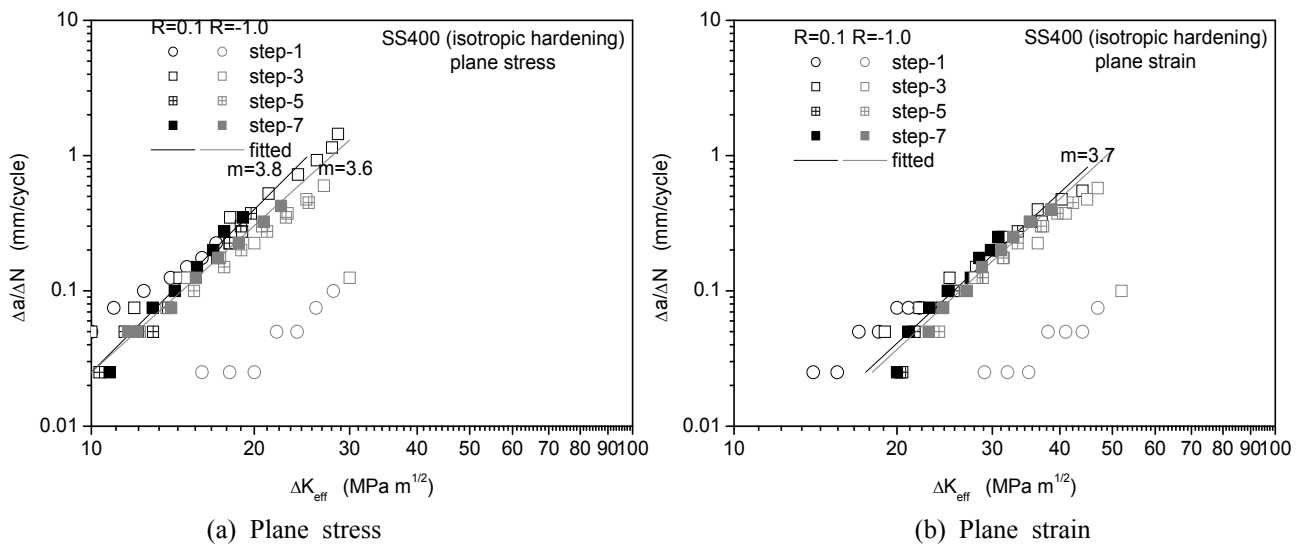 R=0.1 R=-1.0
step-1
step-3
step-5
step-7
fitted
SS400 (isotropic hardening)
plane stress
m=3.8
m=3.6
10
1
0.1
0.01
Δa/ΔN (mm/cycle)
10 20 30 40 50 60 70 80 90 100
ΔK_eff (MPa m^1/2)
(a) Plane stress
R=0.1 R=-1.0
step-1
step-3
step-5
step-7
fitted
SS400 (isotropic hardening)
plane strain
m=3.7
10
1
0.1
0.01
Δa/ΔN (mm/cycle)
10 20 30 40 50 60 70 80 90 100
ΔK_eff (MPa m^1/2)
(b) Plane strain